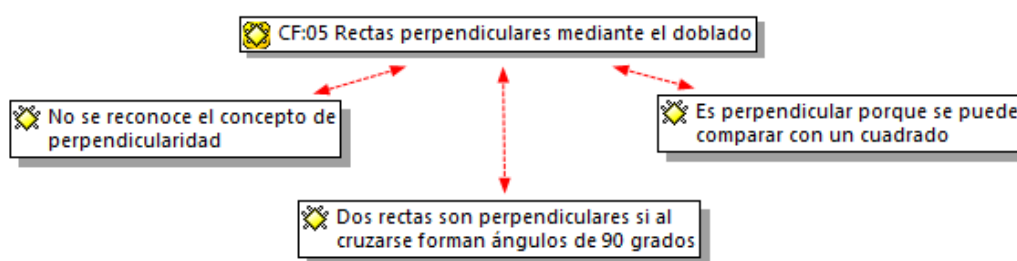 CF:05 Rectas perpendiculares mediante el doblado
No se reconoce el concepto de
perpendicularidad
Es perpendicular porque se puede
comparar con un cuadrado
Dos rectas son perpendiculares si al
cruzarse forman ángulos de 90 grados